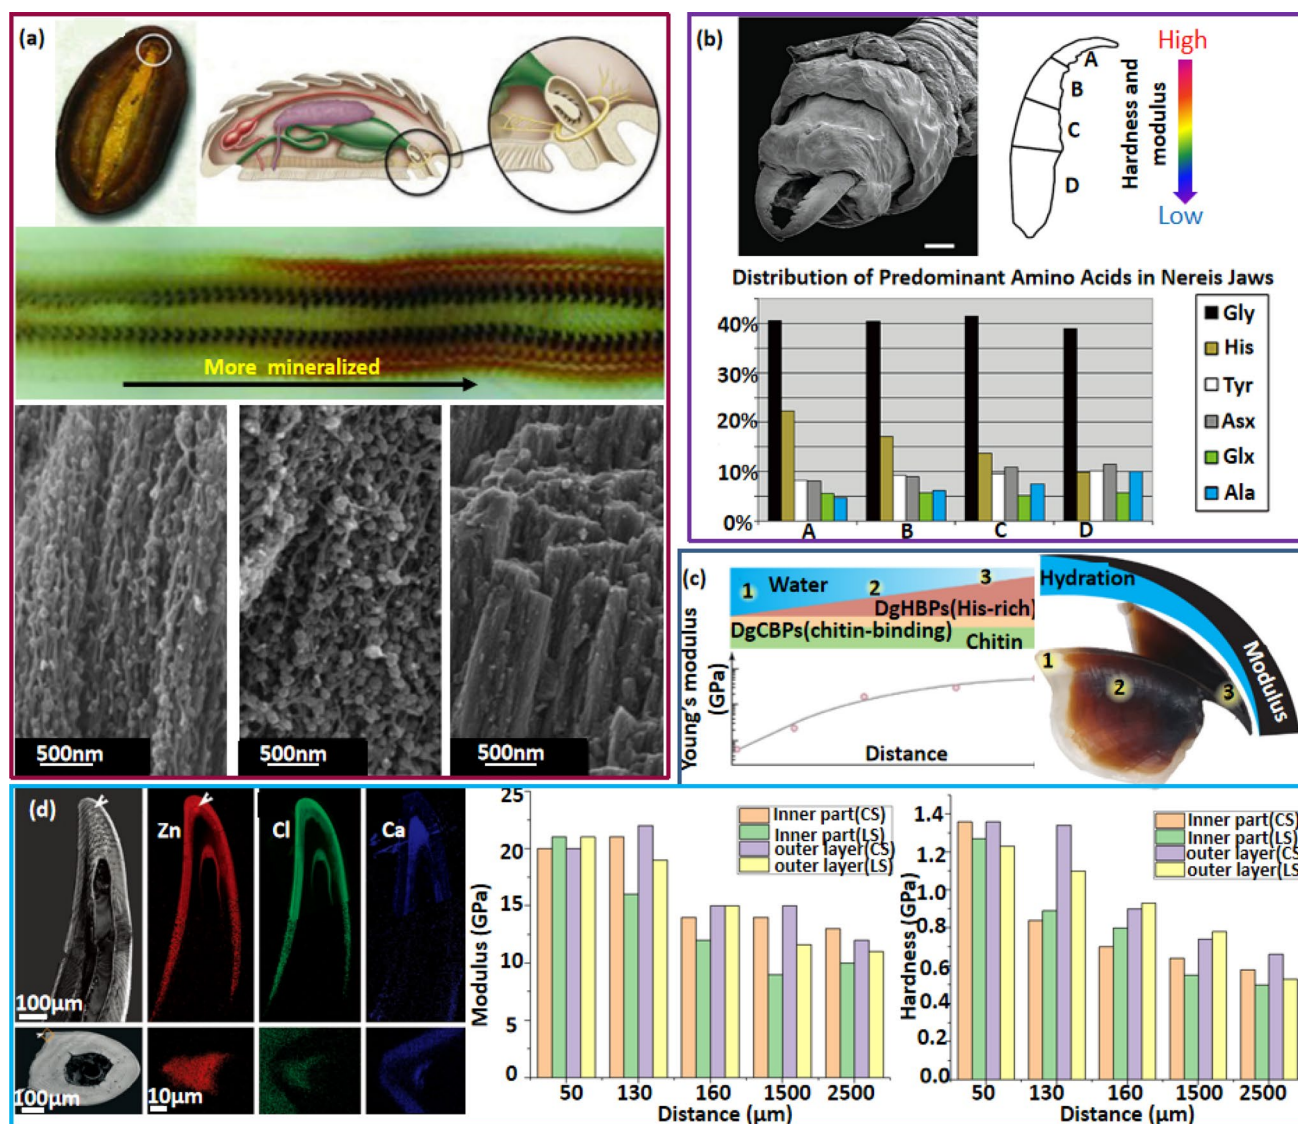 (a)
More mineralized
500nm
500nm
500nm
(b)
A
B
C
D
High
Hardness and
modulus
Low
Distribution of Predominant Amino Acids in Nereis Jaws
40%
30%
20%
10%
0%
A
B
C
D
Gly
His
Tyr
Asx
Glx
Ala
(c)
1
Water
2
3
DgHBPs(His-rich)
DgCBPs(chitin-binding)
Chitin
Young's modulus
(GPa)
Distance
Hydration
Modulus
1
2
3
(d)
Zn
Cl
Ca
100μm
100μm
10μm
25
20
15
10
5
0
Modulus (GPa)
Inner part(CS)
Inner part(LS)
outer layer(CS)
outer layer(LS)
50
130
160
1500
2500
Distance (μm)
1.4
1.2
1.0
0.8
0.6
0.4
0.2
0.0
Hardness (GPa)
Inner part(CS)
Inner part(LS)
outer layer(CS
outer layer(LS)
50
130
160
1500
2500
Distance (μm)